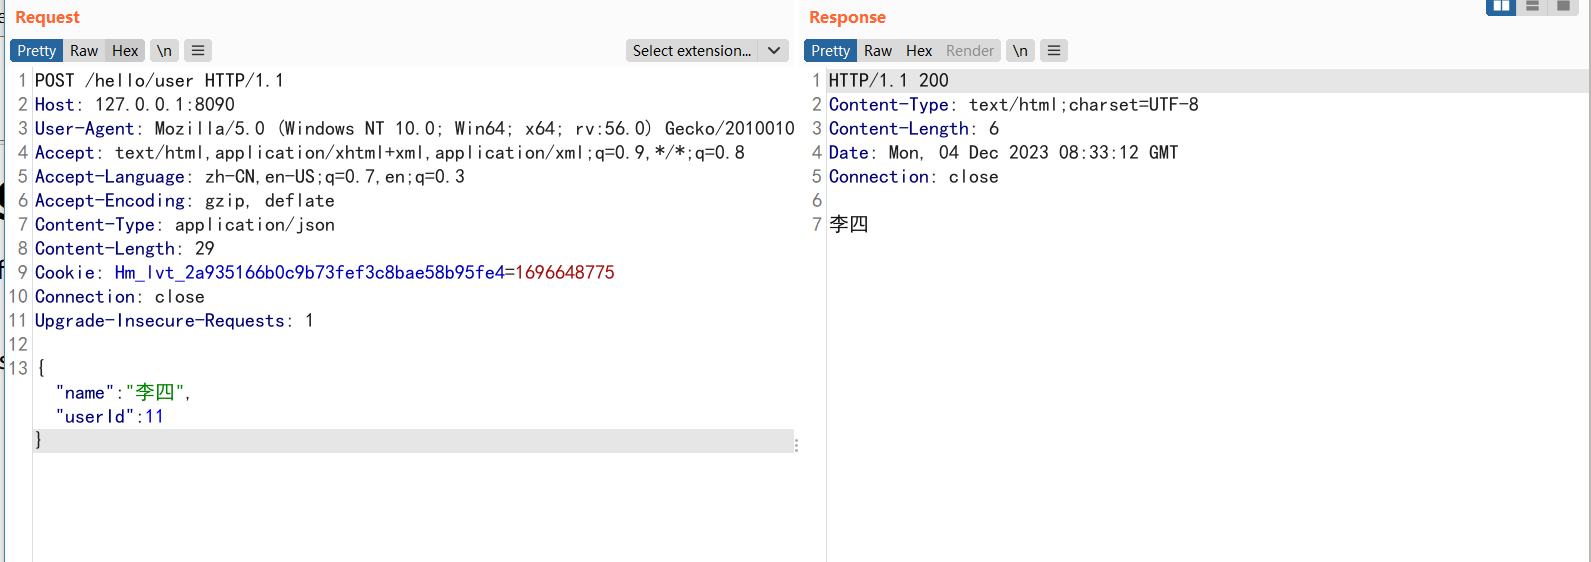 Request
Pretty Raw Hex \n Select extension...
1 POST /hello/user HTTP/1.1
2 Host: 127.0.0.1:8090
3 User-Agent: Mozilla/5.0 (Windows NT 10.0; Win64; x64; rv:56.0) Gecko/2010010
4 Accept: text/html,application/xhtml+xml,application/xml;q=0.9,*/*;q=0.8
5 Accept-Language: zh-CN,en-US;q=0.7,en;q=0.3
6 Accept-Encoding: gzip, deflate
7 Content-Type: application/json
8 Content-Length: 29
9 Cookie: Hm_lvt_2a935166b0c9b73fef3c8bae58b95fe4=1696648775
10 Connection: close
11 Upgrade-Insecure-Requests: 1
12
13 {
"name":"李四",
"userId":11
}
Response
Pretty Raw Hex Render \n
1 HTTP/1.1 200
2 Content-Type: text/html;charset=UTF-8
3 Content-Length: 6
4 Date: Mon, 04 Dec 2023 08:33:12 GMT
5 Connection: close
6
7 李四